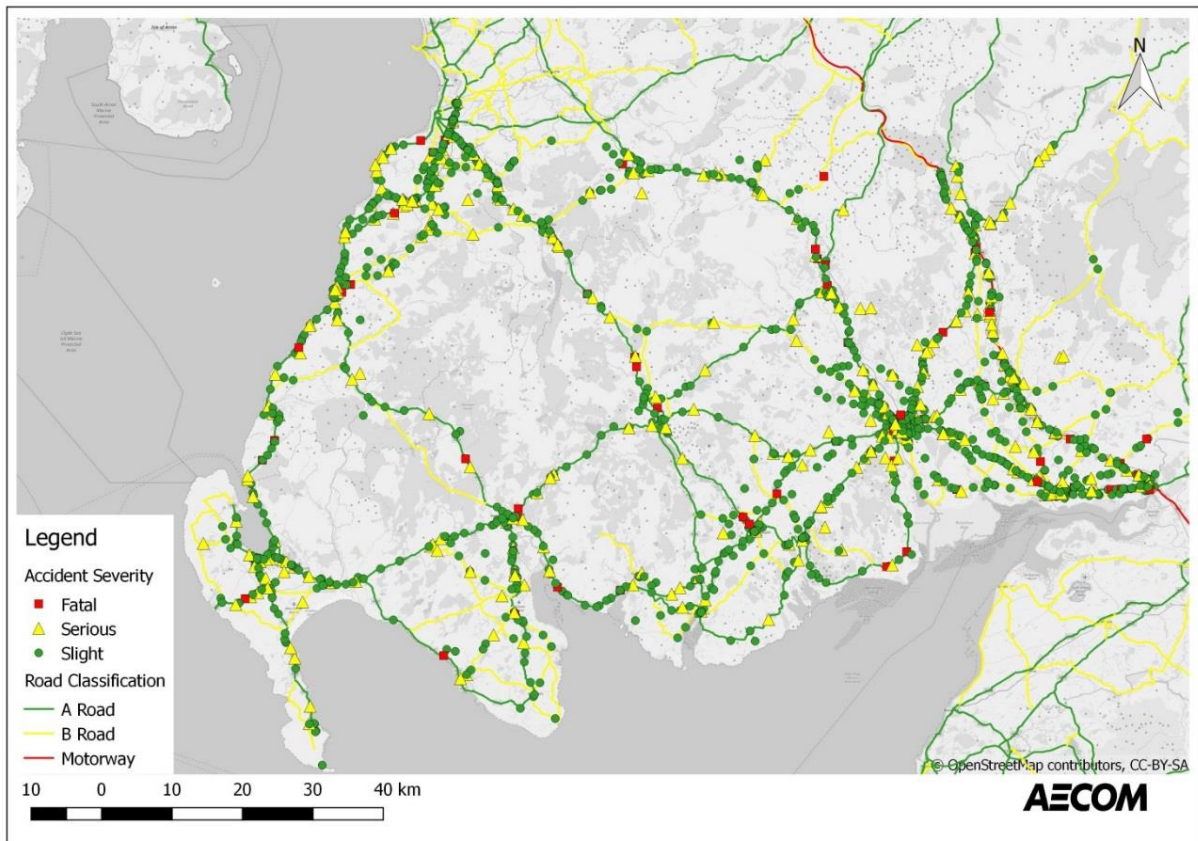 N
Legend
Accident Severity
Fatal
Serious
Slight
Road Classification
A Road
B Road
Motorway
© OpenStreetMap contributors, CC-BY-SA
10 0 10 20 30 40 km
AECOM